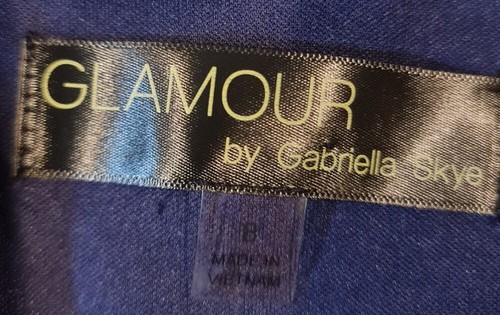 GLAMOUR
by Gabriella Skye
8
MADE IN
VIETNAM